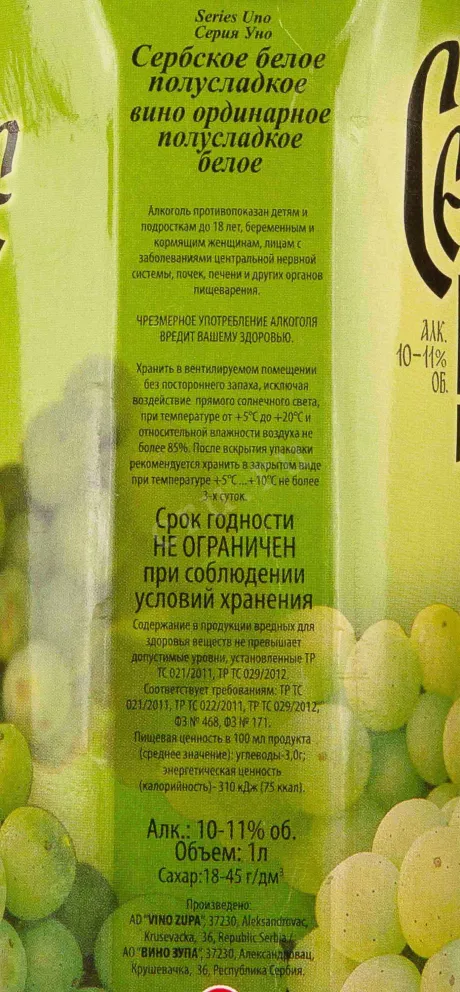 Series Uno
Серия Уно
Сербское белое
полусладкое
вино ординарное
полусладкое
белое
Алкоголь противопоказан детям и
подросткам до 18 лет, беременным и
кормящим женщинам, лицам с
заболеваниями центральной нервной
системы, почек, печени и других органов
пищеварения.
ЧРЕЗМЕРНОЕ УПОТРЕБЛЕНИЕ АЛКОГОЛЯ
ВРЕДИТ ВАШЕМУ ЗДОРОВЬЮ.
Хранить в вентилируемом помещении
без постороннего запаха, исключая
воздействие прямого солнечного света,
при температуре от +5°С до +20°С и
относительной влажности воздуха не
более 85%. После вскрытия упаковки
рекомендуется хранить в закрытом виде
при температуре +5°С ...+10°С не более
3-х суток.
Срок годности
НЕ ОГРАНИЧЕН
при соблюдении
условий хранения
Содержание в продукции вредных для
здоровья веществ не превышает
допустимые уровни, установленные ТР
ТС 021/2011, ТР ТС 029/2012.
Соответствует требованиям: ТР ТС
021/2011, ТР ТС 022/2011, ТР ТС 029/2012,
ФЗ № 468, ФЗ № 171.
Пищевая ценность в 100 мл продукта
(среднее значение): углеводы-3,0г;
энергетическая ценность
(калорийность)- 310 кДж (75 ккал).
Алк.: 10-11% об.
Объем: 1л
Сахар:18-45 г/дм³
Произведено:
AD "VINO ZUPA", 37230, Aleksandrovac,
Krusevacka, 36, Republic Serbia /
АО "ВИНО ЗУПА", 37230, Александровац,
Крушевачка, 36, Республика Сербия.
АЛК.
10-11%
ОБ.